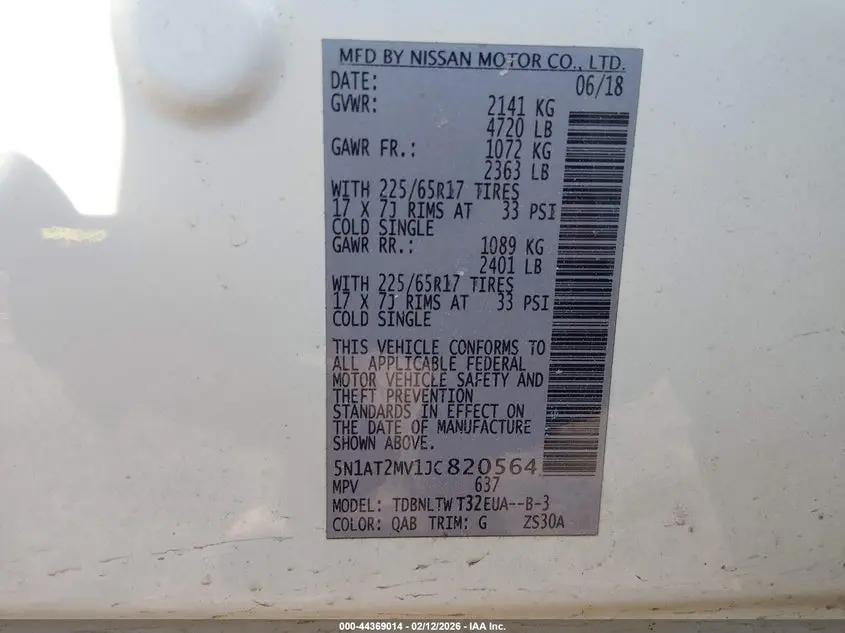 MFD BY NISSAN MOTOR CO., LTD.
DATE: 06/18
GVWR: 2141 KG
4720 LB
GAWR FR.: 1072 KG
2363 LB
WITH 225/65R17 TIRES
17 X 7J RIMS AT 33 PSI
COLD SINGLE
GAWR RR.: 1089 KG
2401 LB
WITH 225/65R17 TIRES
17 X 7J RIMS AT 33 PSI
COLD SINGLE
THIS VEHICLE CONFORMS TO
ALL APPLICABLE FEDERAL
MOTOR VEHICLE SAFETY AND
THEFT PREVENTION
STANDARDS IN EFFECT ON
THE DATE OF MANUFACTURE
SHOWN ABOVE.
5N1AT2MV1JC820564
MPV 637
MODEL: TDBNLTW T32EUA--B-3
COLOR: QAB TRIM: G ZS30A
000-44369014 - 02/12/2026 - IAA Inc.